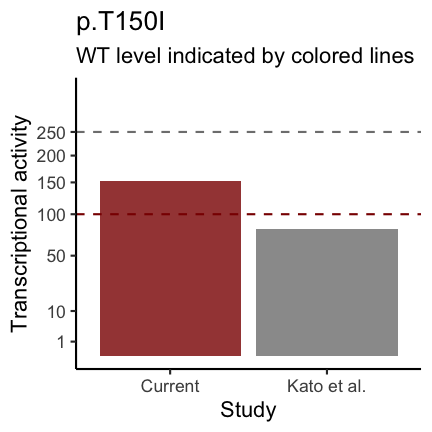 p.T150I
WT level indicated by colored lines
Transcriptional activity
250
200
150
100
50
10
1
Current
Kato et al.
Study